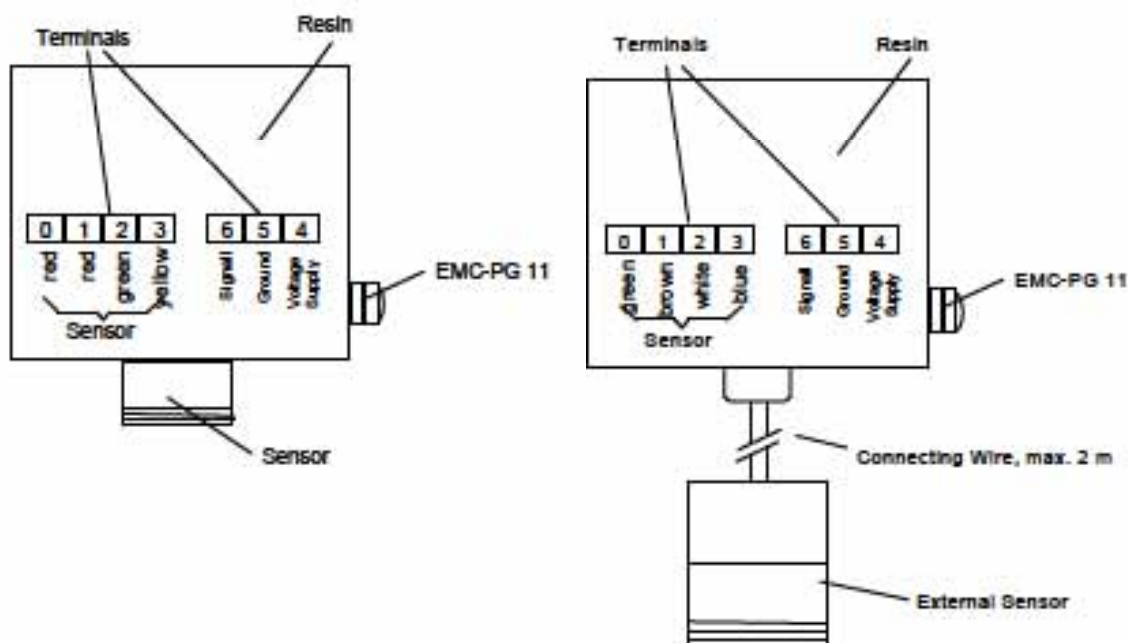 Terminals
Resin
0 1 2 3
6 5 4
red
red
green
yellow
Signall
Ground
Voltage
Supply
Sensor
EMC-PG 11
Sensor
Terminals
Resin
0 1 2 3
6 5 4
green
brown
white
blue
Signall
Ground
Voltage
Supply
Sensor
EMC-PG 11
Connecting Wire, max. 2 m
External Sensor